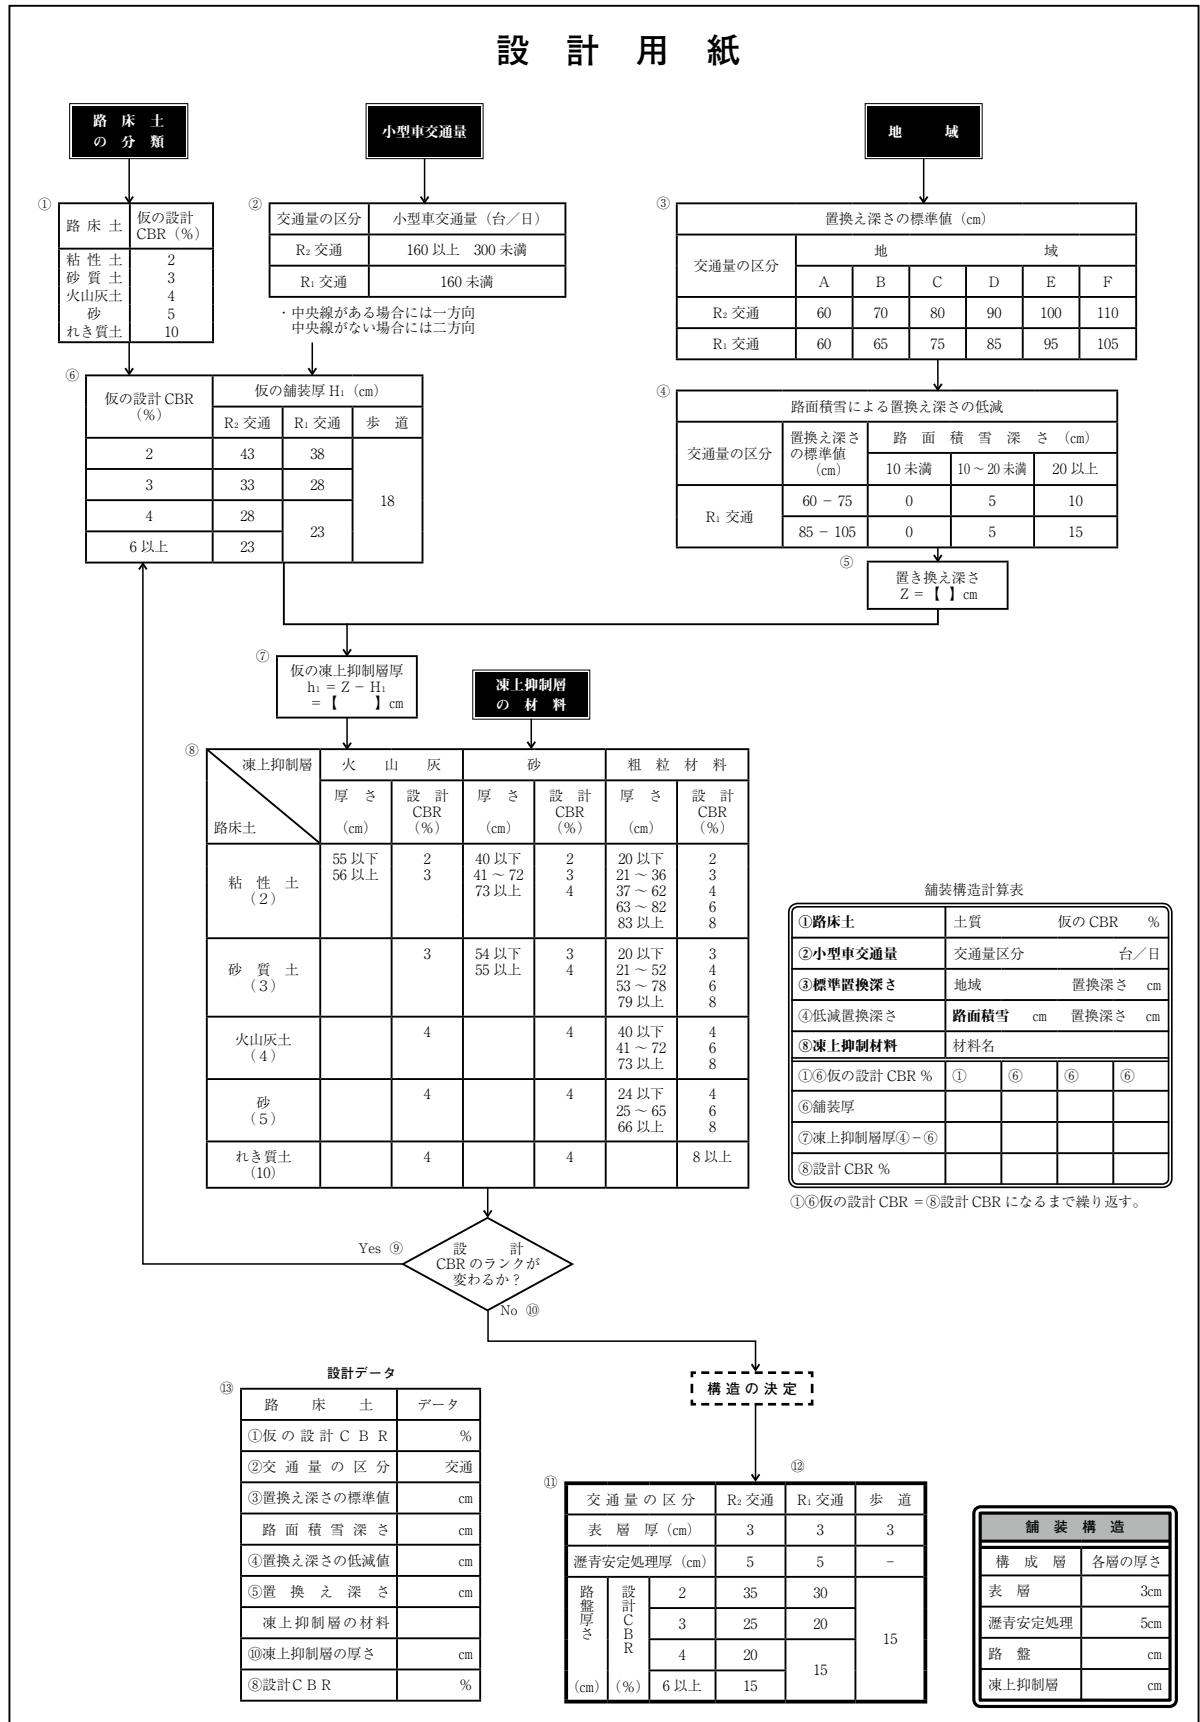 設計用紙
路床土
の分類
小型車交通量
地域
①
路床土 仮の設計
CBR（%）
粘性土 2
砂質土 3
火山灰土 4
砂 5
れき質土 10
②
交通量の区分 小型車交通量（台／日）
R₂ 交通 160 以上 300 未満
R₁ 交通 160 未満
・中央線がある場合には一方向
中央線がない場合には二方向
③
置換え深さの標準値（cm）
交通量の区分 地域
A B C D E F
R₂ 交通 60 70 80 90 100 110
R₁ 交通 60 65 75 85 95 105
④
路面積雪による置換え深さの低減
交通量の区分 置換え深さ
の標準値
（cm） 路面積雪深さ（cm）
10 未満 10～20 未満 20 以上
R₁ 交通 60 － 75 0 5 10
85 － 105 0 5 15
⑤
置き換え深さ
Z =【 】cm
⑥
仮の設計 CBR
（%） 仮の舗装厚 H₁（cm）
R₂ 交通 R₁ 交通 歩道
2 43 38
3 33 28
18
4 28
23
6 以上 23
⑦
仮の凍上抑制層厚
h₁ = Z － H₁
=【 】cm
凍上抑制層
の材料
⑧
凍上抑制層 火山灰 砂 粗粒材料
路床土
厚さ
（cm） 設計
CBR
（%） 厚さ
（cm） 設計
CBR
（%） 厚さ
（cm） 設計
CBR
（%）
粘性土
（2）
55 以下 2 40 以下 2 20 以下 2
56 以上 3 41 ～ 72 3 21 ～ 36 3
73 以上 4 37 ～ 62 4
63 ～ 82 6
83 以上 8
砂質土
（3）
3 54 以下 3 20 以下 3
55 以上 4 21 ～ 52 4
53 ～ 78 6
79 以上 8
火山灰土
（4）
4 4 40 以下 4
41 ～ 72 6
73 以上 8
砂
（5）
4 4 24 以下 4
25 ～ 65 6
66 以上 8
れき質土
（10）
4 4 8 以上
Yes ⑨
設計
CBR のランクが
変わるか？
No ⑩
舗装構造計算表
①路床土 土質 仮の CBR %
②小型車交通量 交通量区分 台／日
③標準置換深さ 地域 置換深さ cm
④低減置換深さ 路面積雪 cm 置換深さ cm
⑧凍上抑制材料 材料名
①⑥仮の設計 CBR % ① ⑥ ⑥ ⑥
⑥舗装厚
⑦凍上抑制層厚④－⑥
⑧設計 CBR %
①⑥仮の設計 CBR ＝⑧設計 CBR になるまで繰り返す。
設計データ
⑬
路床土 データ
①仮の設計CBR %
②交通量の区分 交通
③置換え深さの標準値 cm
路面積雪深さ cm
④置換え深さの低減値 cm
⑤置換え深さ cm
凍上抑制層の材料
⑩凍上抑制層の厚さ cm
⑧設計CBR %
構造の決定
⑪
⑫
交通量の区分 R₂ 交通 R₁ 交通 歩道
表層厚（cm） 3 3 3
瀝青安定処理厚（cm） 5 5 －
路盤厚さ
（cm）
設計CBR
（%）
2 35 30
3 25 20
15
4 20
15
6 以上 15
舗装構造
構成層 各層の厚さ
表層 3cm
瀝青安定処理 5cm
路盤 cm
凍上抑制層 cm